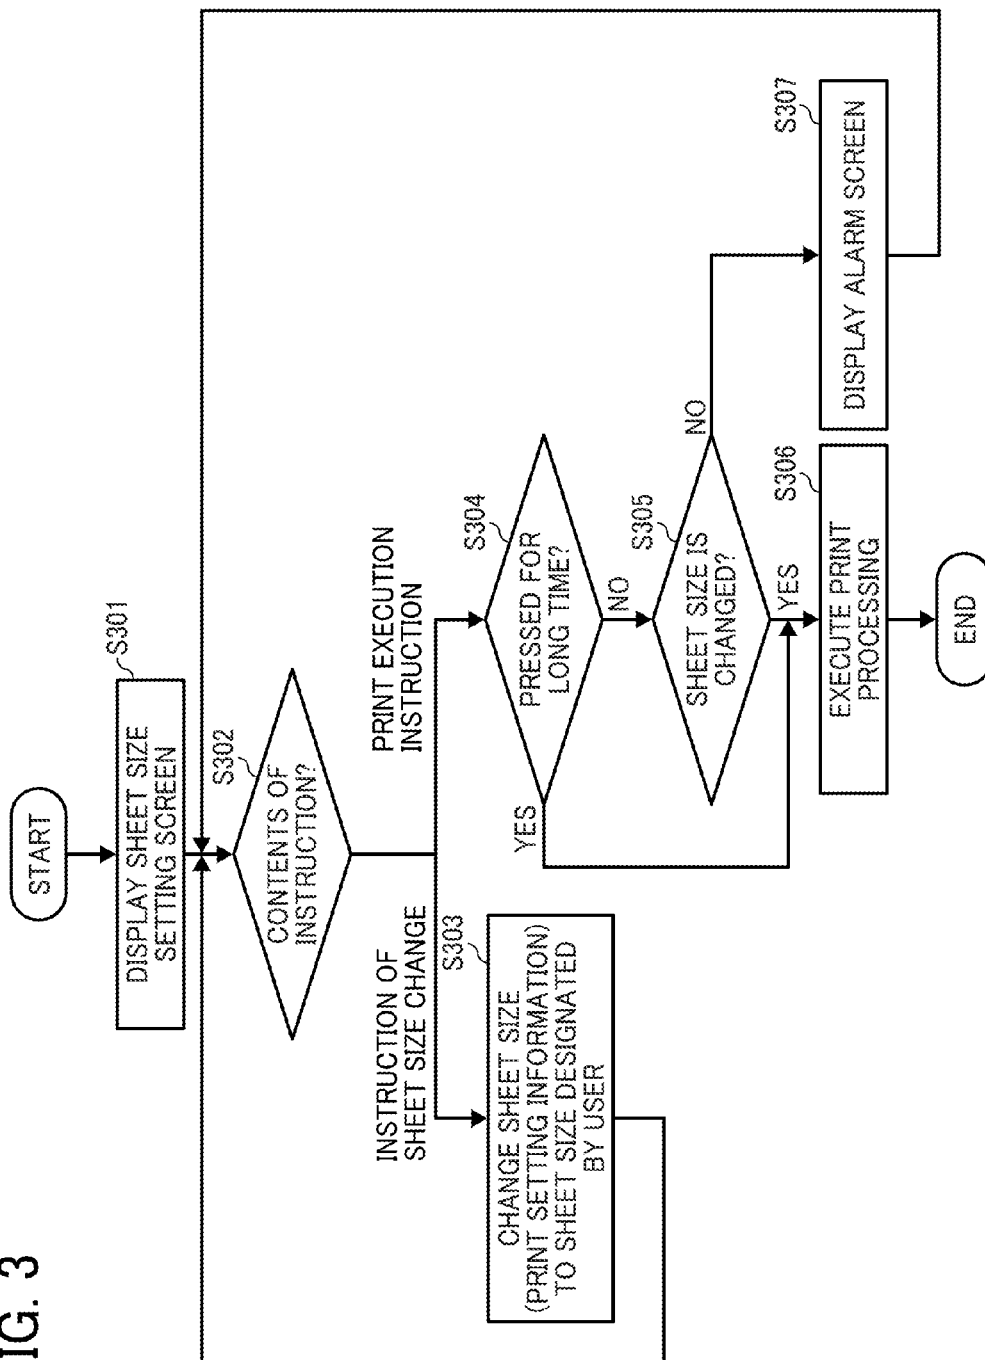 IG. 3
START
S301
DISPLAY SHEET SIZE
SETTING SCREEN
S302
CONTENTS OF
INSTRUCTION?
INSTRUCTION OF
SHEET SIZE CHANGE
PRINT EXECUTION
INSTRUCTION
S303
CHANGE SHEET SIZE
(PRINT SETTING INFORMATION)
TO SHEET SIZE DESIGNATED
BY USER
S304
PRESSED FOR
LONG TIME?
YES
NO
S305
SHEET SIZE IS
CHANGED?
NO
YES
S306
EXECUTE PRINT
PROCESSING
S307
DISPLAY ALARM SCREEN
END